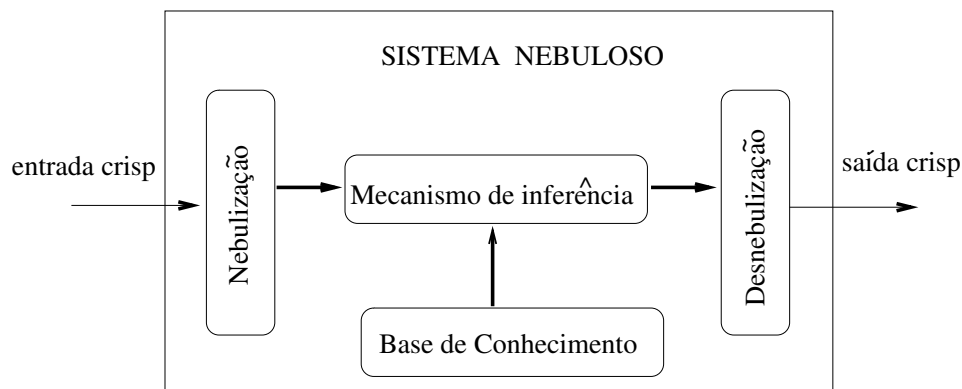 SISTEMA NEBULOSO
entrada crisp
Nebulização
Mecanismo de inferência
Desnebulização
saída crisp
Base de Conhecimento